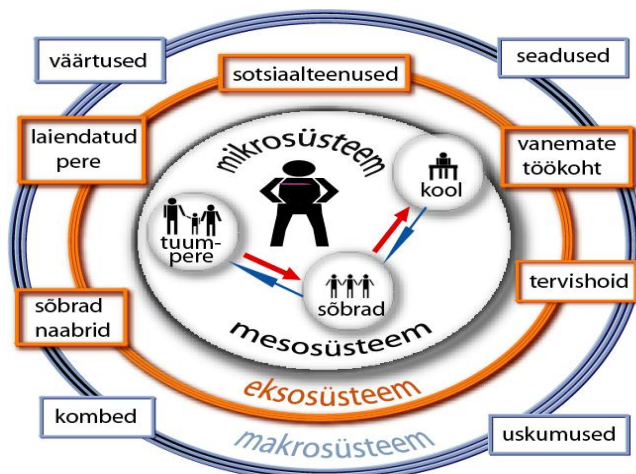 väärtused
seadused
sotsiaalteenused
laiendatud
pere
vanemate
töökoht
mikrosüsteem
kool
tuum-
pere
sõbrad
tervishoid
sõbrad
naabrid
mesosüsteem
eksosüsteem
kombed
makrosüsteem
uskumused